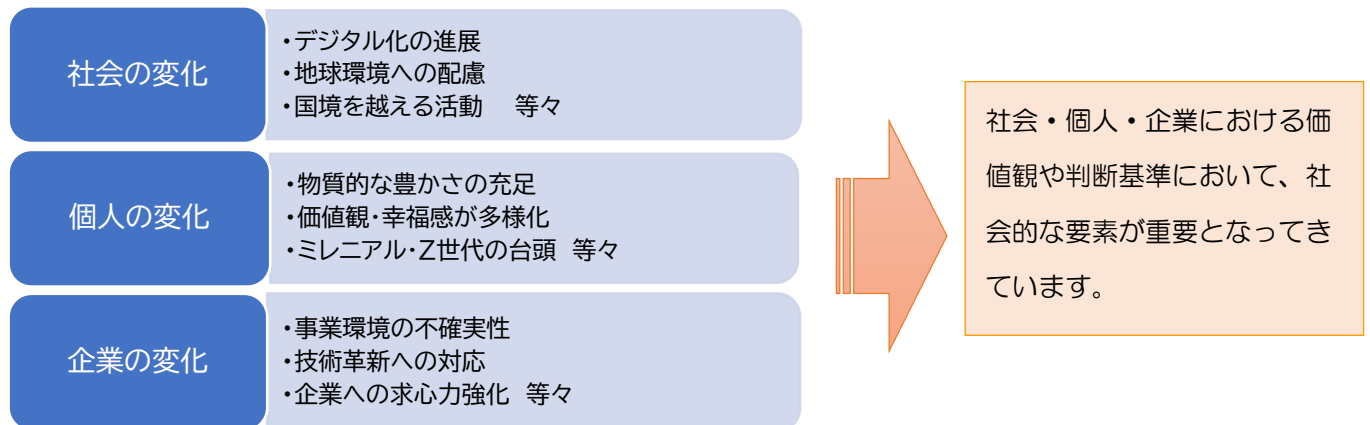 社会の変化
・デジタル化の進展
・地球環境への配慮
・国境を越える活動　等々
個人の変化
・物質的な豊かさの充足
・価値観・幸福感が多様化
・ミレニアル・Z世代の台頭　等々
企業の変化
・事業環境の不確実性
・技術革新への対応
・企業への求心力強化　等々
社会・個人・企業における価
値観や判断基準において、社
会的な要素が重要となってき
ています。